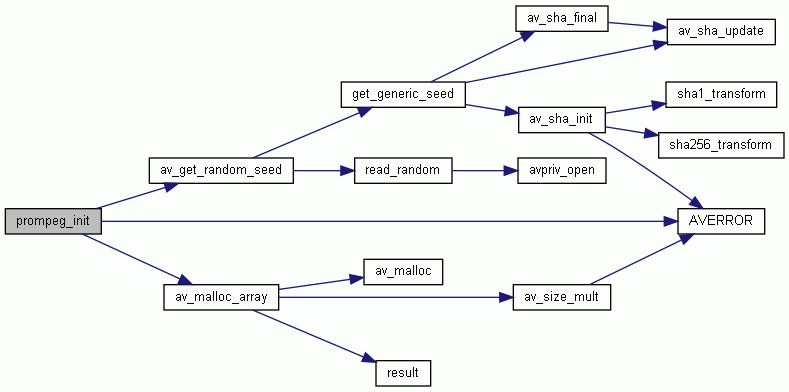 av_sha_final
av_sha_update
get_generic_seed
sha1_transform
av_sha_init
sha256_transform
av_get_random_seed
read_random
avpriv_open
prompeg_init
AVERROR
av_malloc
av_malloc_array
av_size_mult
result